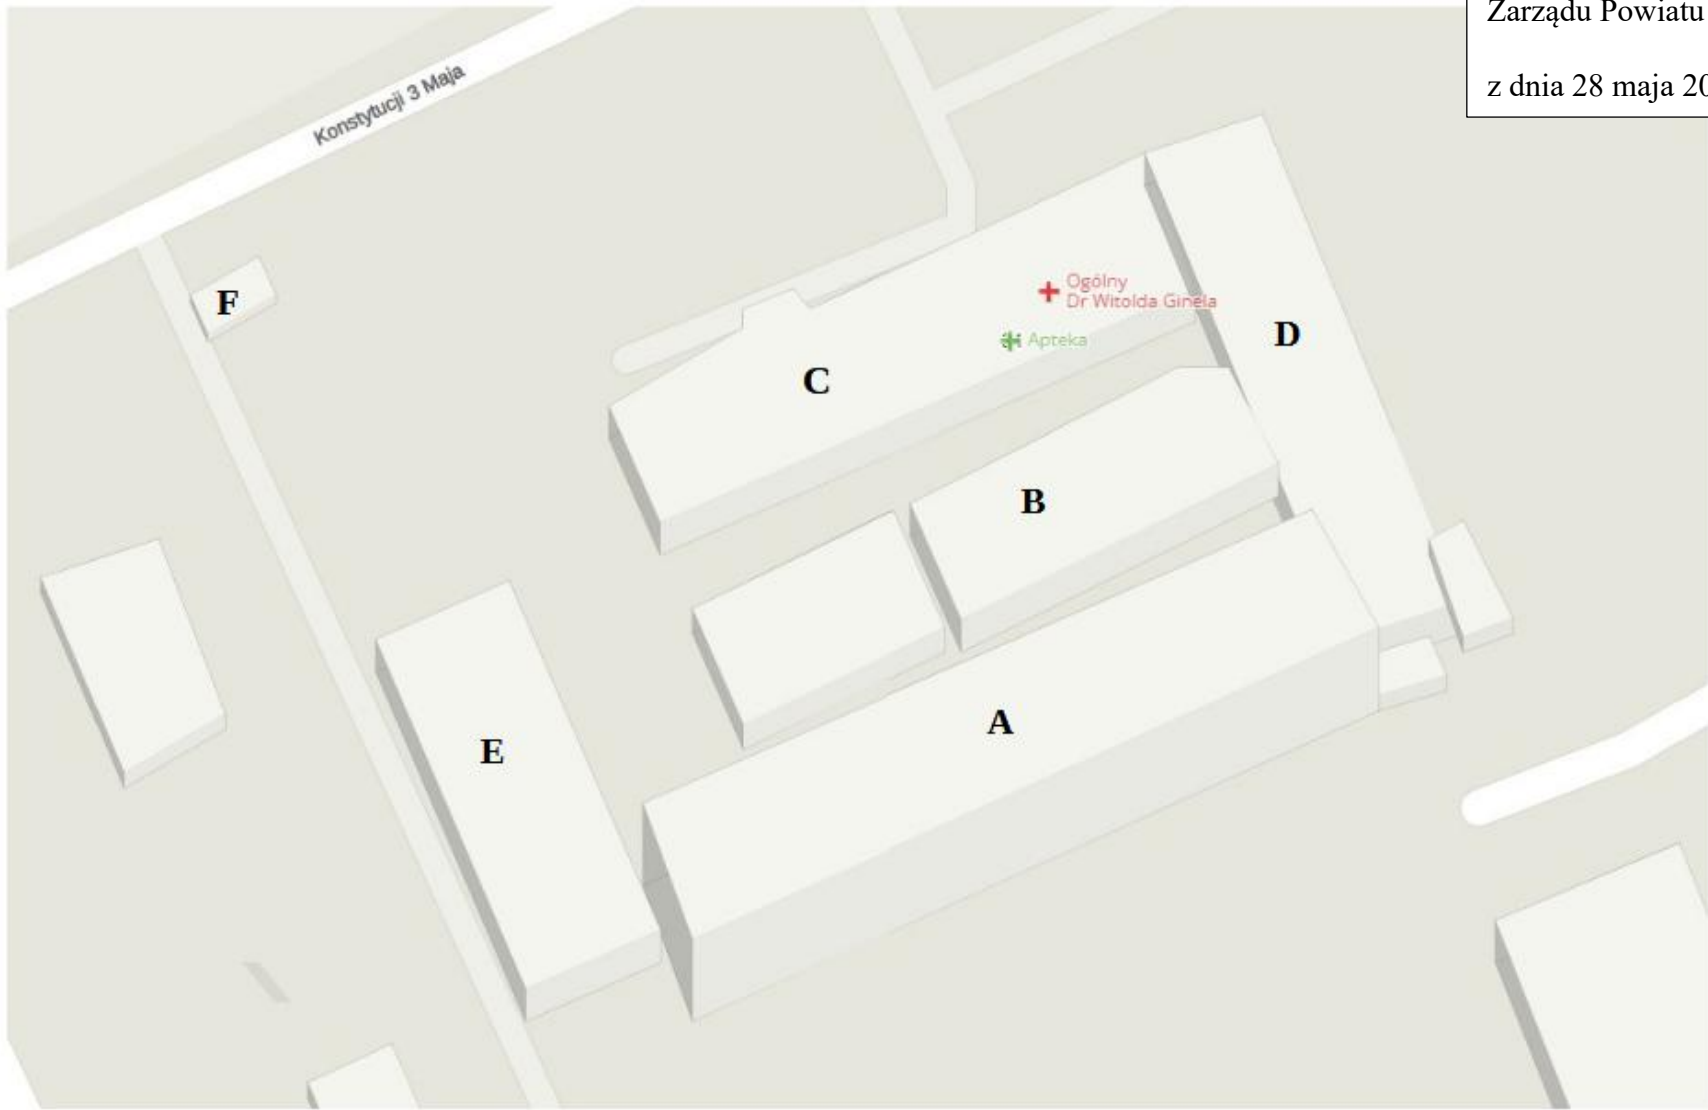 Zarządu Powiatu
z dnia 28 maja 20
Konstytucji 3 Maja
F
Ogólny
Dr Witolda Ginela
Apteka
D
C
B
A
E